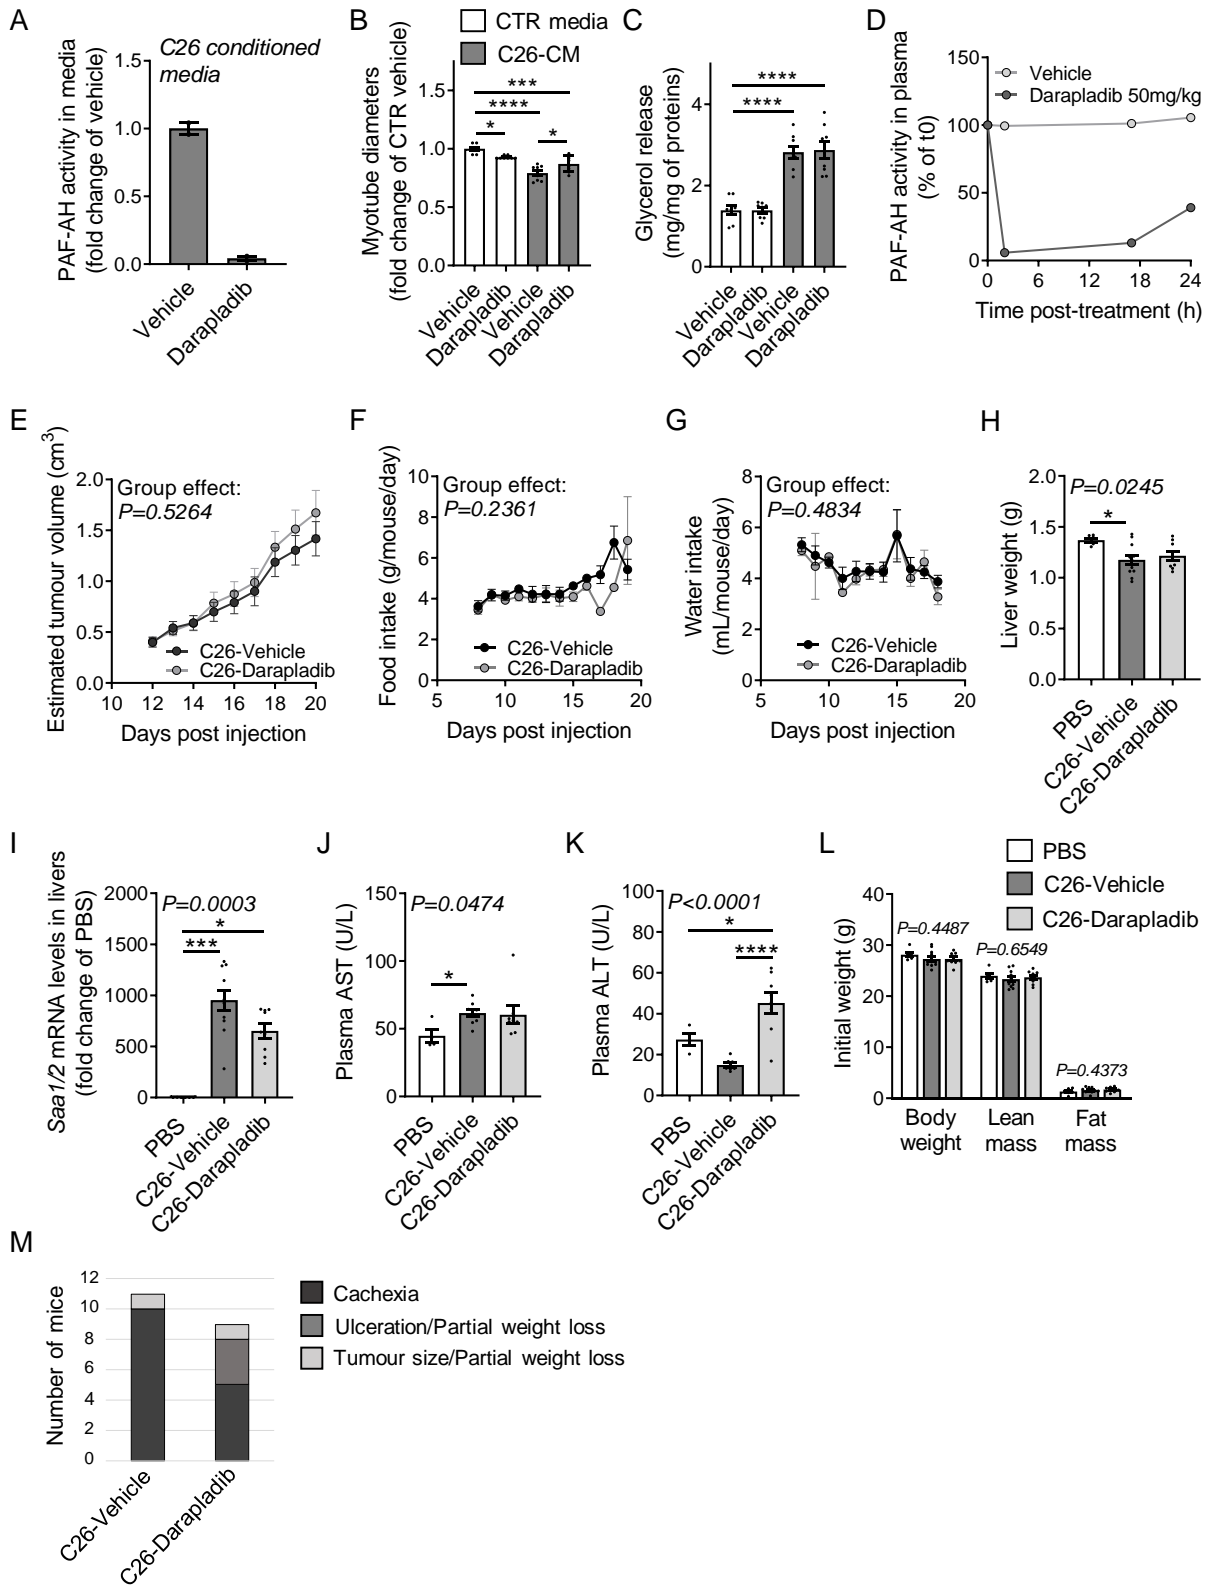 A
PAF-AH activity in media
(fold change of vehicle)
C26 conditioned
media
1.5
1.0
0.5
0.0
Vehicle
Darapladib
B
CTR media
C26-CM
Myotube diameters
(fold change of CTR vehicle)
1.5
1.0
0.5
0.0
***
****
*
*
Vehicle
Darapladib
Vehicle
Darapladib
C
Glycerol release
(mg/mg of proteins)
4
2
0
****
****
Vehicle
Darapladib
Vehicle
Darapladib
D
PAF-AH activity in plasma
(% of t0)
150
100
50
0
Vehicle
Darapladib 50mg/kg
0 6 12 18 24
Time post-treatment (h)
E
Estimated tumour volume (cm3)
2.0
1.5
1.0
0.5
0.0
Group effect:
P=0.5264
C26-Vehicle
C26-Darapladib
10 12 14 16 18 20
Days post injection
F
Food intake (g/mouse/day)
10
8
6
4
2
0
Group effect:
P=0.2361
C26-Vehicle
C26-Darapladib
5 10 15 20
Days post injection
G
Water intake
(mL/mouse/day)
8
6
4
2
0
Group effect:
P=0.4834
C26-Vehicle
C26-Darapladib
5 10 15 20
Days post injection
H
Liver weight (g)
2.0
1.5
1.0
0.5
0.0
P=0.0245
*
PBS
C26-Vehicle
C26-Darapladib
I
Saa1/2 mRNA levels in livers
(fold change of PBS)
2000
1500
1000
500
0
P=0.0003
*
***
PBS
C26-Vehicle
C26-Darapladib
J
Plasma AST (U/L)
150
100
50
0
P=0.0474
*
PBS
C26-Vehicle
C26-Darapladib
K
Plasma ALT (U/L)
100
80
60
40
20
0
P<0.0001
*
****
PBS
C26-Vehicle
C26-Darapladib
L
PBS
C26-Vehicle
C26-Darapladib
Initial weight (g)
40
30
20
10
0
P=0.4487
P=0.6549
P=0.4373
Body
weight
Lean
mass
Fat
mass
M
Number of mice
12
10
8
6
4
2
0
C26-Vehicle
C26-Darapladib
Cachexia
Ulceration/Partial weight loss
Tumour size/Partial weight loss